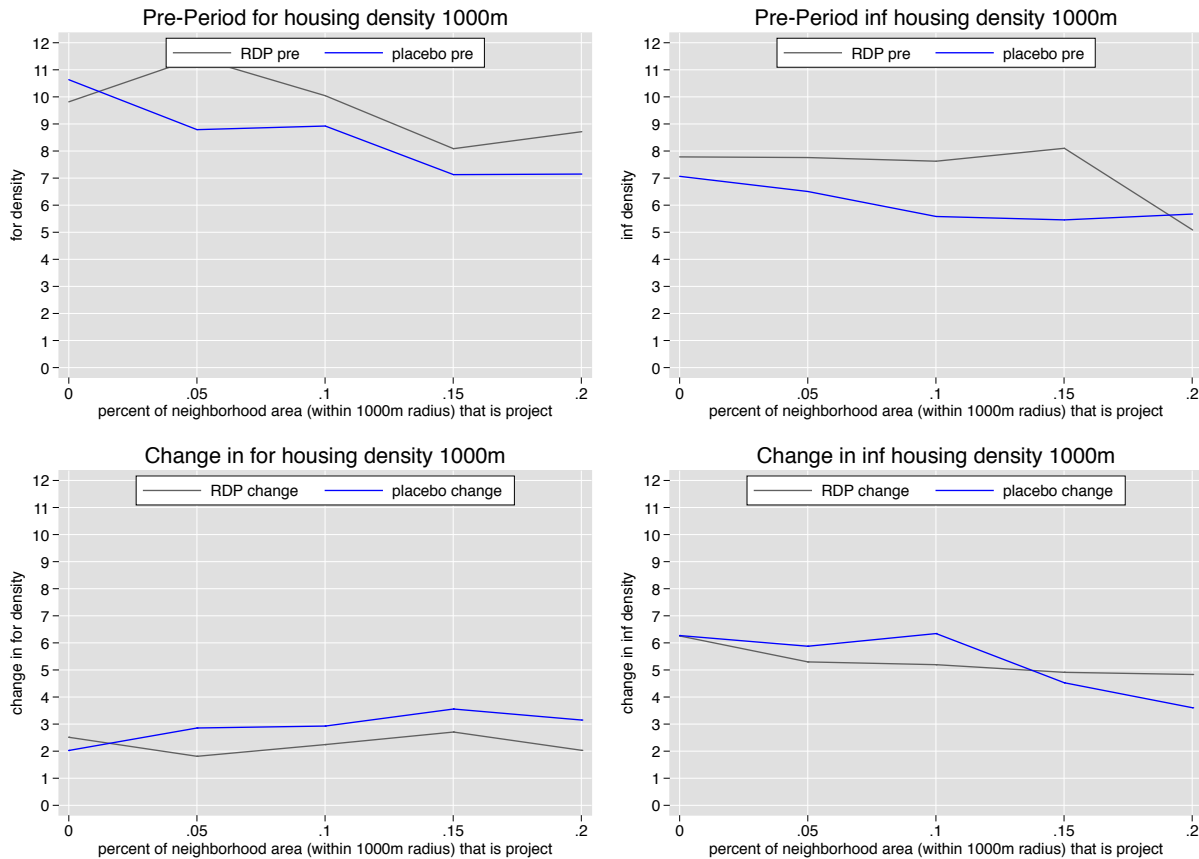 Pre-Period for housing density 1000m
RDP pre placebo pre
12
11
10
9
8
7
6
5
4
3
2
1
0
for density
0 .05 .1 .15 .2
percent of neighborhood area (within 1000m radius) that is project
Pre-Period inf housing density 1000m
RDP pre placebo pre
12
11
10
9
8
7
6
5
4
3
2
1
0
inf density
0 .05 .1 .15 .2
percent of neighborhood area (within 1000m radius) that is project
Change in for housing density 1000m
RDP change placebo change
12
11
10
9
8
7
6
5
4
3
2
1
0
change in for density
0 .05 .1 .15 .2
percent of neighborhood area (within 1000m radius) that is project
Change in inf housing density 1000m
RDP change placebo change
12
11
10
9
8
7
6
5
4
3
2
1
0
change in inf density
0 .05 .1 .15 .2
percent of neighborhood area (within 1000m radius) that is project